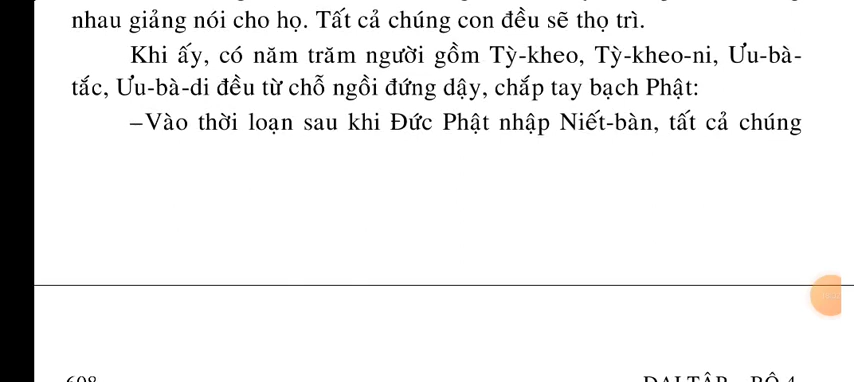 nhau giảng nói cho họ. Tất cả chúng con đều sẽ thọ trì.
Khi ấy, có năm trăm người gồm Tỳ-kheo, Tỳ-kheo-ni, Ưu-bà-
tắc, Ưu-bà-di đều từ chỗ ngồi đứng dậy, chắp tay bạch Phật:
–Vào thời loạn sau khi Đức Phật nhập Niết-bàn, tất cả chúng